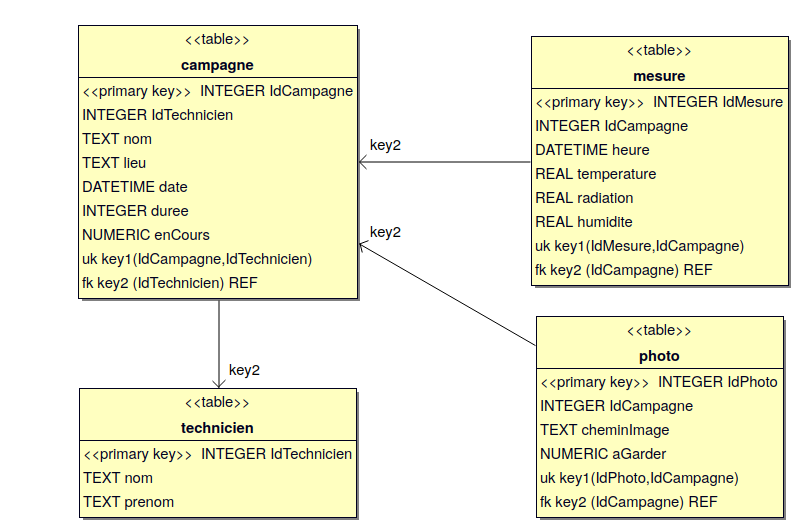 <<table>>
campagne
<<primary key>> INTEGER IdCampagne
INTEGER IdTechnicien
TEXT nom
TEXT lieu
DATETIME date
INTEGER duree
NUMERIC enCours
uk key1(IdCampagne,IdTechnicien)
fk key2 (IdTechnicien) REF
key2
<<table>>
technicien
<<primary key>> INTEGER IdTechnicien
TEXT nom
TEXT prenom
key2
key2
<<table>>
mesure
<<primary key>> INTEGER IdMesure
INTEGER IdCampagne
DATETIME heure
REAL temperature
REAL radiation
REAL humidite
uk key1(IdMesure,IdCampagne)
fk key2 (IdCampagne) REF
<<table>>
photo
<<primary key>> INTEGER IdPhoto
INTEGER IdCampagne
TEXT cheminImage
NUMERIC aGarder
uk key1(IdPhoto,IdCampagne)
fk key2 (IdCampagne) REF